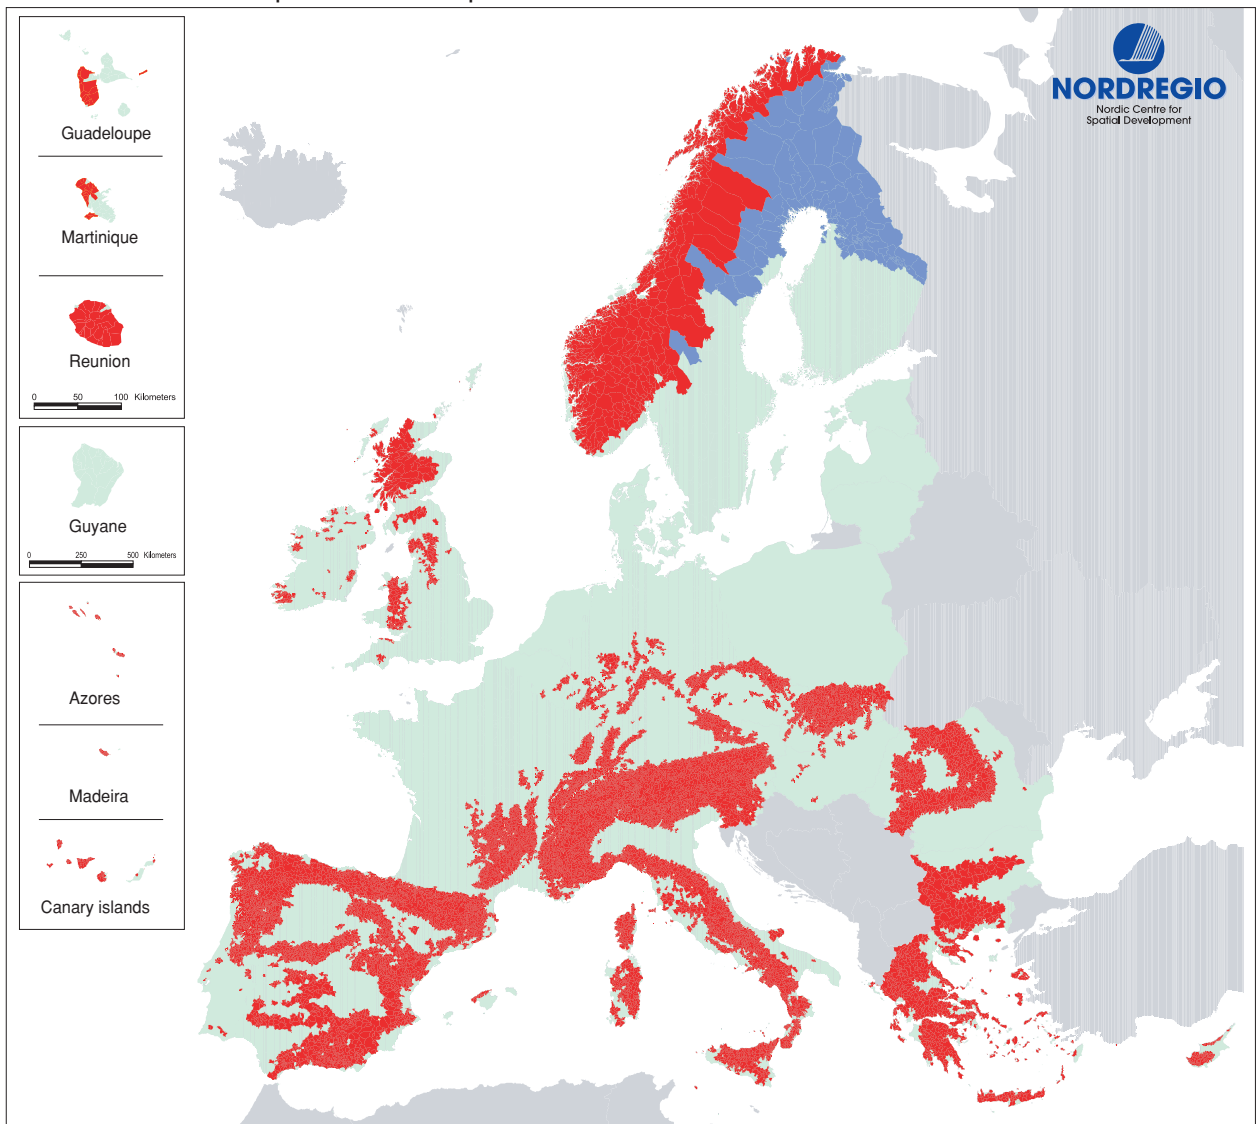 Guadeloupe
Martinique
Reunion
0 50 100 Kilometers
Guyane
0 250 500 Kilometers
Azores
Madeira
Canary islands
NORDREGIO
Nordic Centre for
Spatial Development